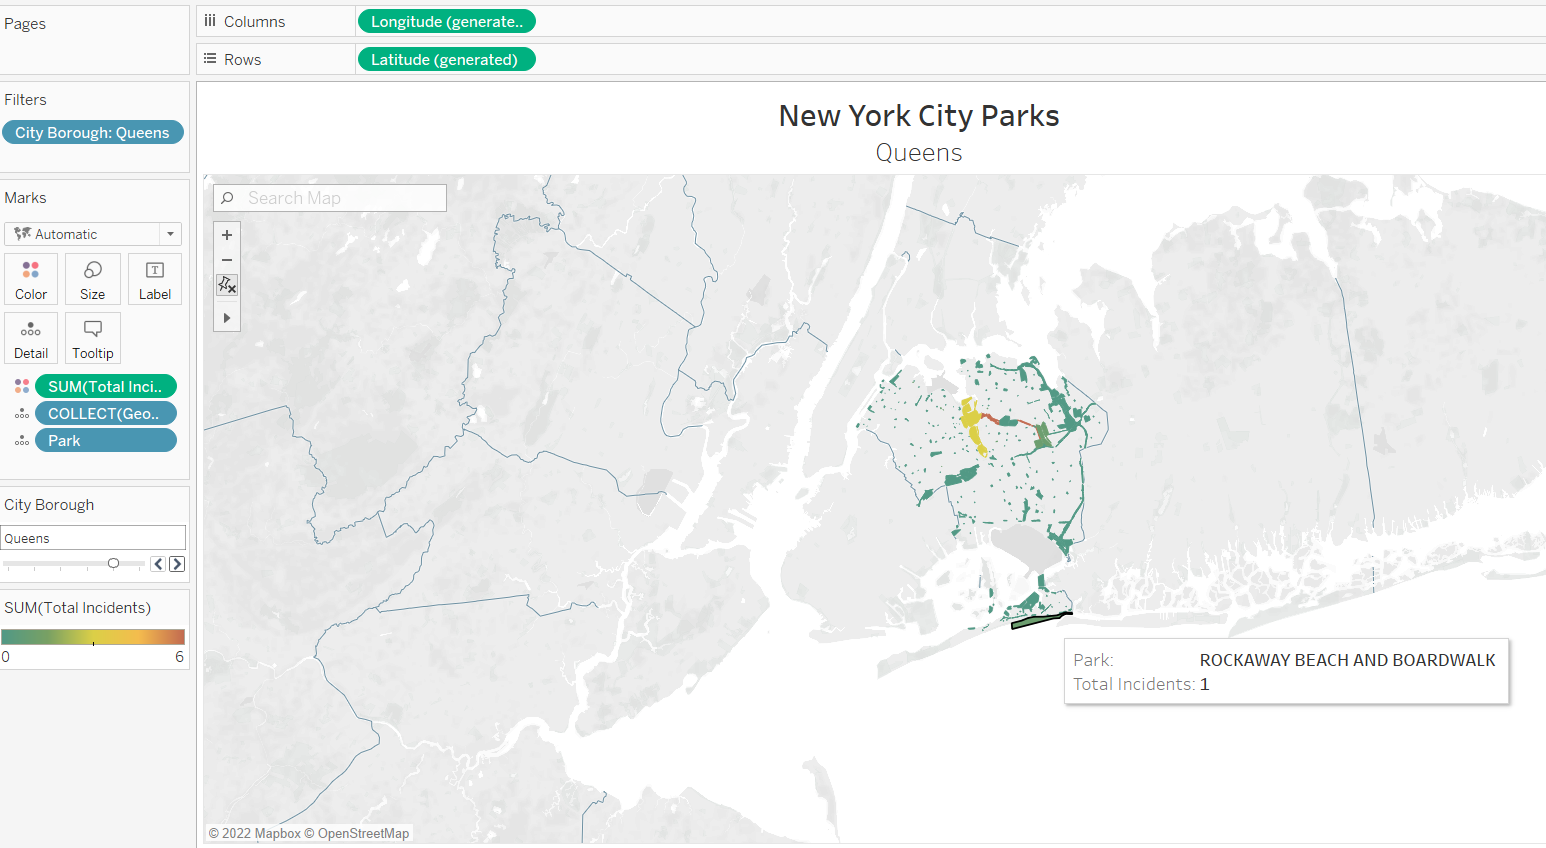 Pages
Columns
Longitude (generate..
Rows
Latitude (generated)
Filters
City Borough: Queens
Marks
Automatic
Color
Size
T
Label
Detail
Tooltip
SUM(Total Inci..
COLLECT(Geo..
Park
City Borough
Queens
SUM(Total Incidents)
0
6
New York City Parks
Queens
Search Map
Park: ROCKAWAY BEACH AND BOARDWALK
Total Incidents: 1
© 2022 Mapbox © OpenStreetMap